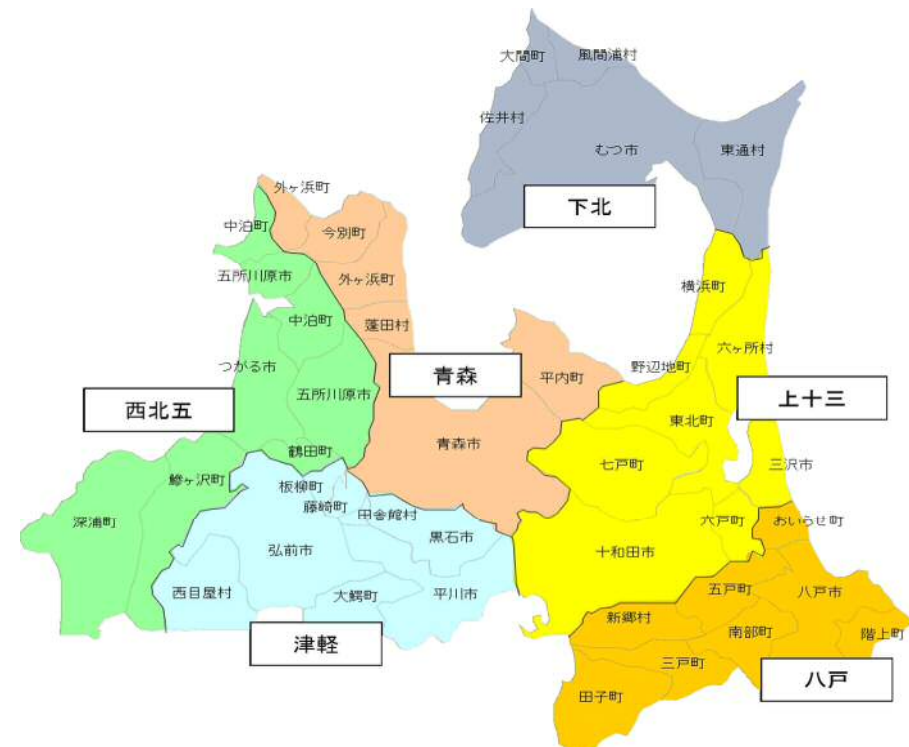 大間町
風間浦村
佐井村
むつ市
東通村
下北
外ヶ浜町
中泊町
今別町
五所川原市
外ヶ浜町
横浜町
中泊町
蓬田村
六ヶ所村
つがる市
野辺地町
青森
平内町
五所川原市
上十三
西北五
東北町
青森市
鶴田町
七戸町
三沢市
鰺ヶ沢町
板柳町
藤崎町
田舎館村
深浦町
六戸町
おいらせ町
黒石市
弘前市
十和田市
西目屋村
大鰐町
平川市
五戸町
八戸市
新郷村
津軽
南部町
階上町
三戸町
八戸
田子町